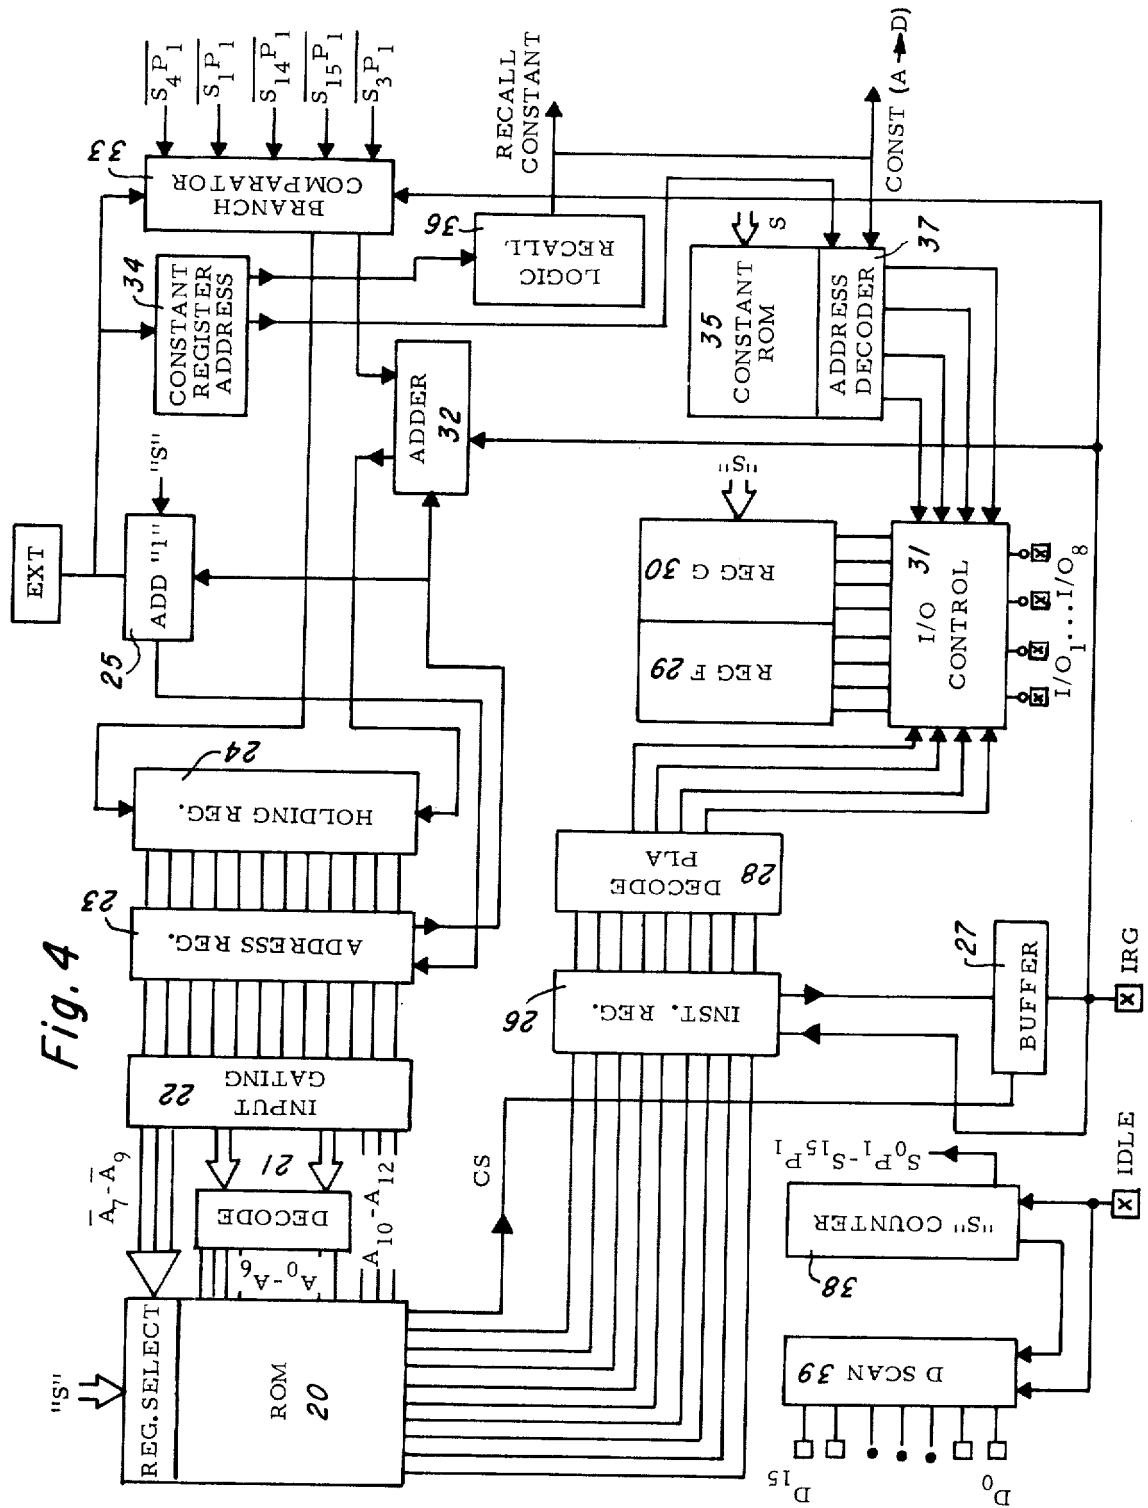 Fig. 4
"S"
REG. SELECT
ROM
20
A̅7-A̅9
DECODE
21
A0-A6
A10-A12
INPUT
GATING
22
ADDRESS REG.
23
HOLDING REG.
24
EXT
ADD "1"
25
"S"
CONSTANT
REGISTER
ADDRESS
34
BRANCH
COMPARATOR
33
S4P1
S1P1
S14P1
S15P1
S3P1
ADDER
32
LOGIC
RECALL
36
RECALL
CONSTANT
CS
INST. REG.
26
DECODE
PLA
28
REG F 29
REG G 30
"S"
35
CONSTANT
ROM
S
ADDRESS
DECODER
37
CONST (A→D)
I/O 31
CONTROL
I/O1....I/O8
D15
D0
D SCAN 39
"S" COUNTER
38
S0P1-S15P1
X IDLE
BUFFER
27
X IRG
X
X
X
X